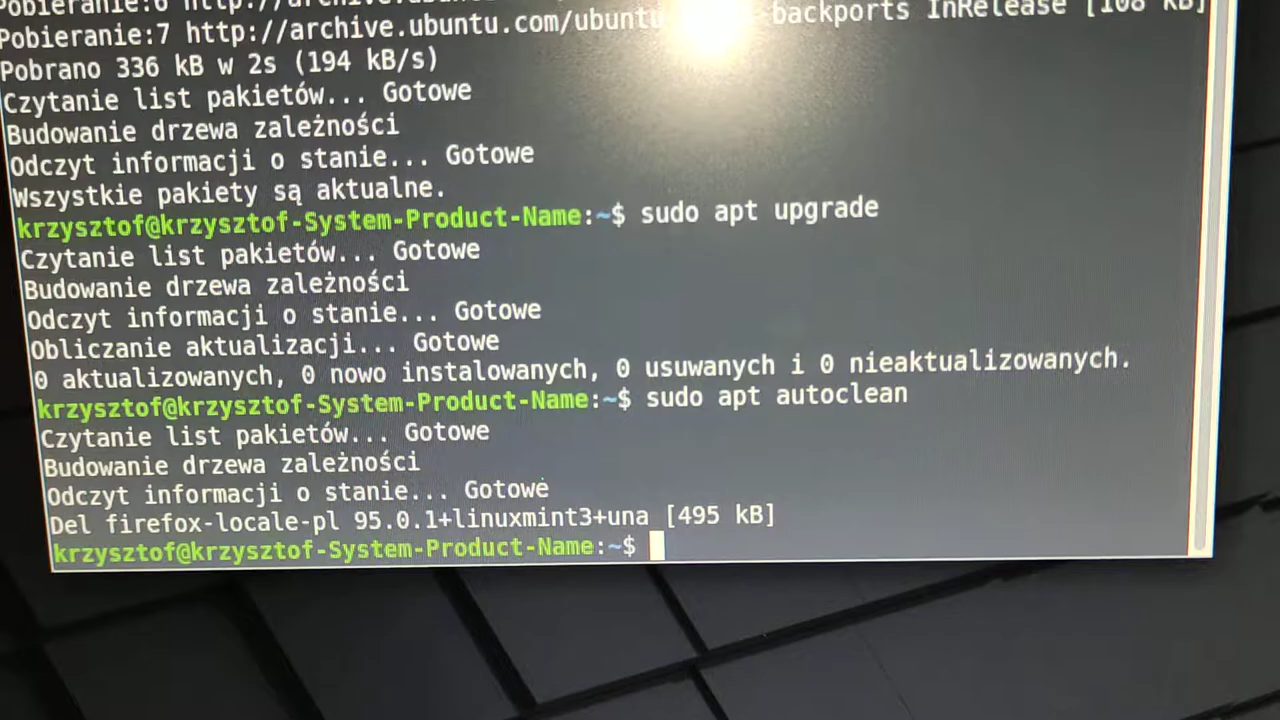 Pobieranie:6
Pobieranie:7 http://archive.ubuntu.com/ubuntu backports InRelease [108 kB]
Pobrano 336 kB w 2s (194 kB/s)
Czytanie list pakietów... Gotowe
Budowanie drzewa zależności
Odczyt informacji o stanie... Gotowe
Wszystkie pakiety są aktualne.
krzysztof@krzysztof-System-Product-Name:~$ sudo apt upgrade
Czytanie list pakietów... Gotowe
Budowanie drzewa zależności
Odczyt informacji o stanie... Gotowe
Obliczanie aktualizacji... Gotowe
0 aktualizowanych, 0 nowo instalowanych, 0 usuwanych i 0 nieaktualizowanych.
krzysztof@krzysztof-System-Product-Name:~$ sudo apt autoclean
Czytanie list pakietów... Gotowe
Budowanie drzewa zależności
Odczyt informacji o stanie... Gotowe
Del firefox-locale-pl 95.0.1+linuxmint3+una [495 kB]
krzysztof@krzysztof-System-Product-Name:~$